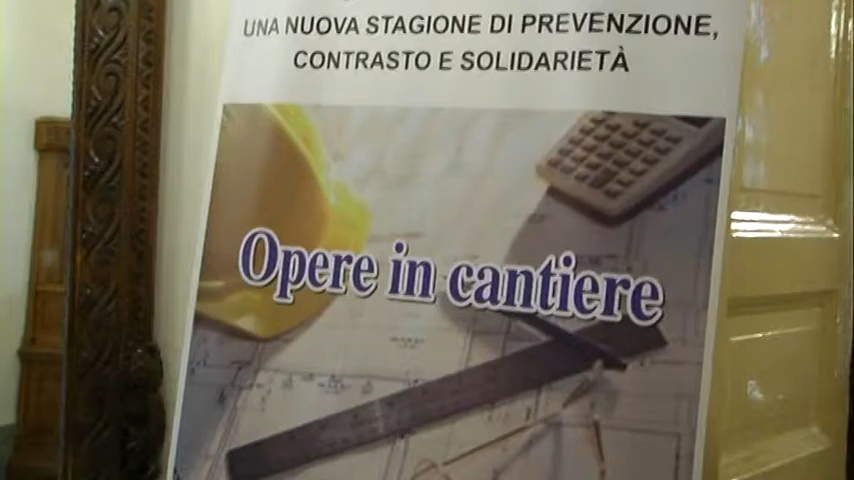 UNA NUOVA STAGIONE DI PREVENZIONE,
CONTRASTO E SOLIDARIETÀ
Opere in cantiere